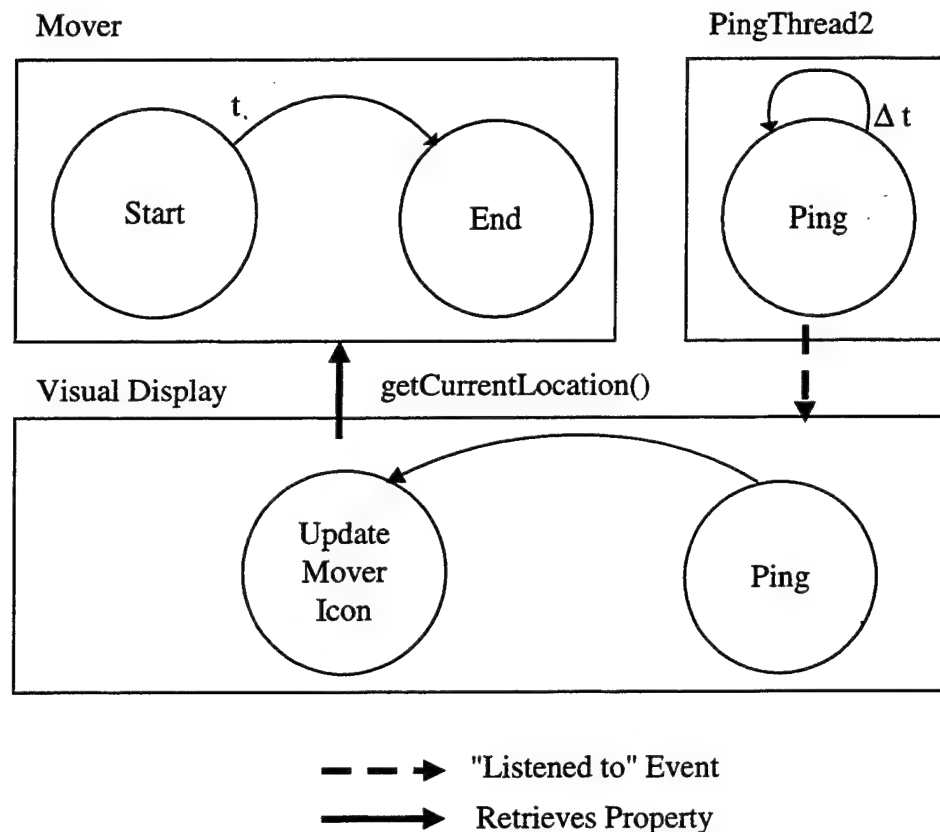 Mover
PingThread2
t
Δ t
Start
End
Ping
Visual Display
getCurrentLocation()
Update
Mover
Icon
Ping
"Listened to" Event
Retrieves Property